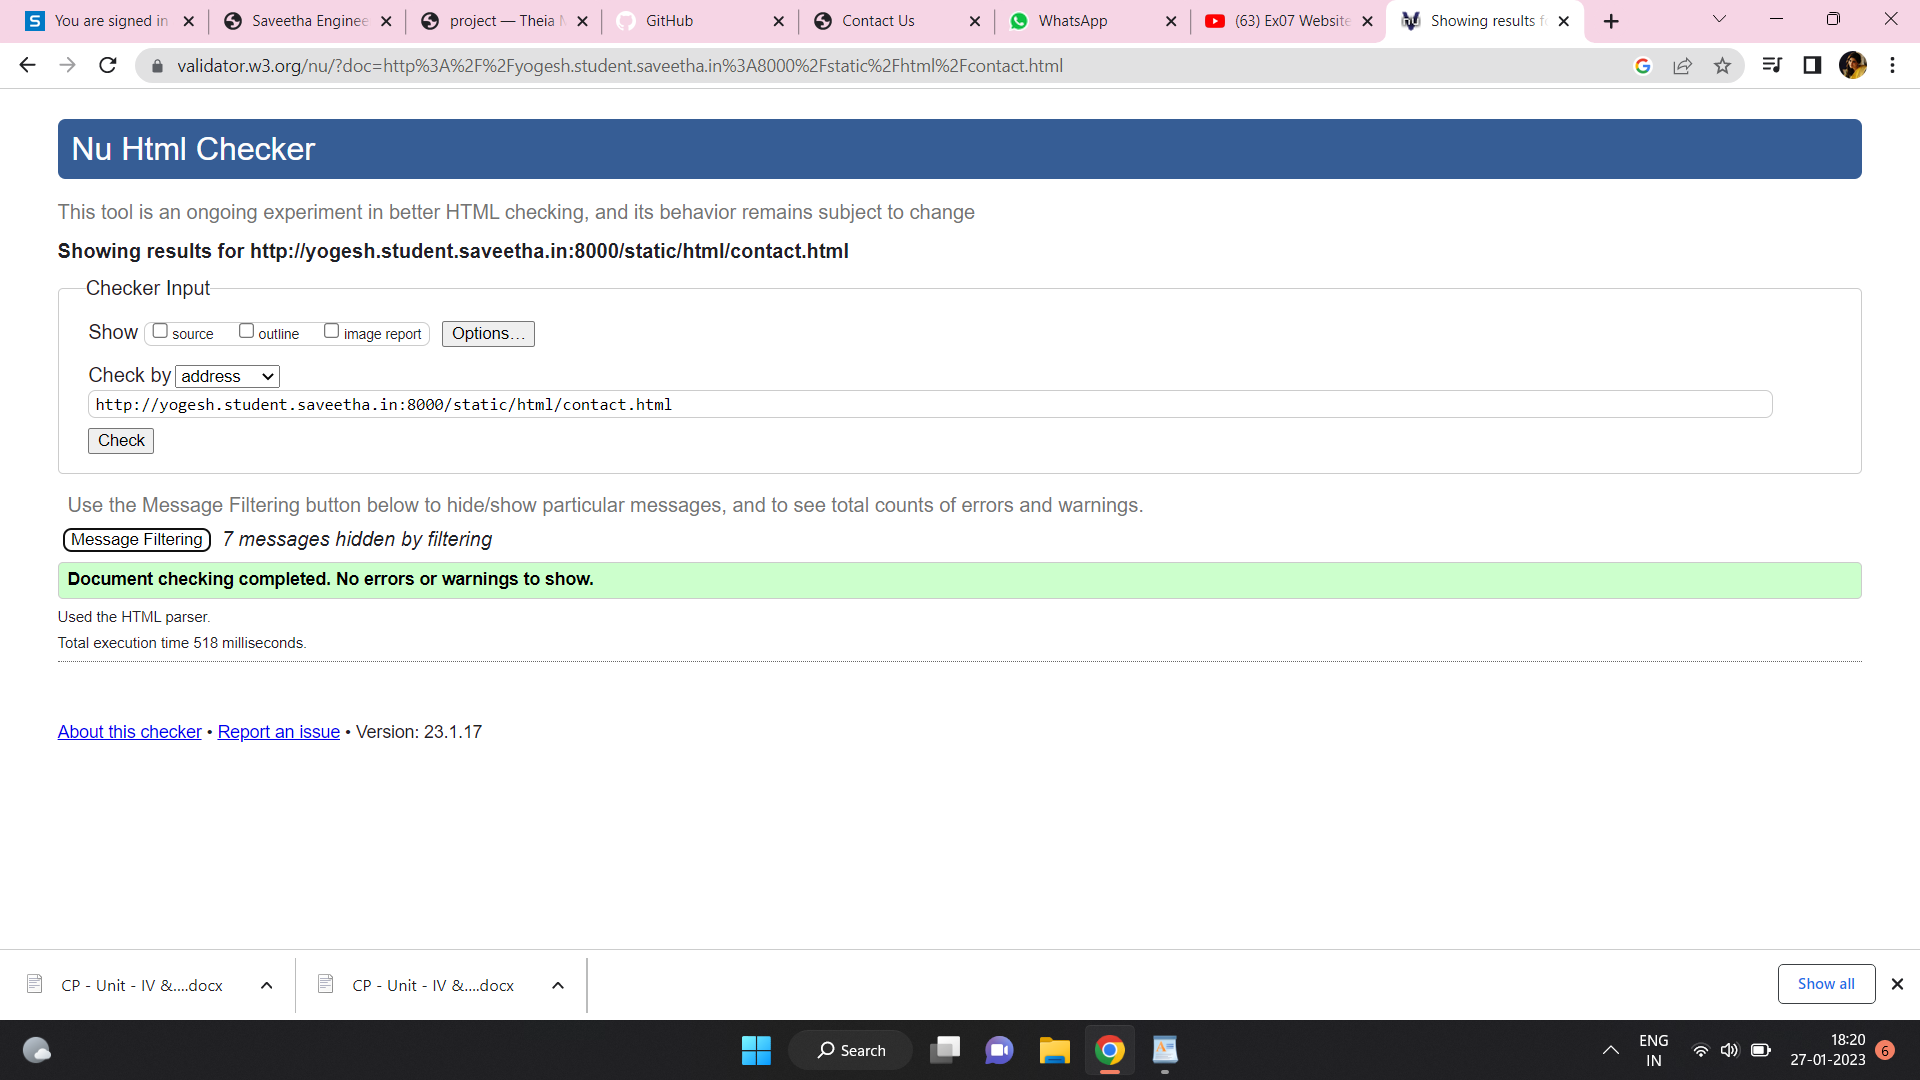 You are signed in
Saveetha Enginee
project — Theia
GitHub
Contact Us
WhatsApp
(63) Ex07 Website
Showing results f
validator.w3.org/nu/?doc=http%3A%2F%2Fyogesh.student.saveetha.in%3A8000%2Fstatic%2Fhtml%2Fcontact.html
Nu Html Checker
This tool is an ongoing experiment in better HTML checking, and its behavior remains subject to change
Showing results for http://yogesh.student.saveetha.in:8000/static/html/contact.html
Checker Input
Show source outline image report Options…
Check by address
http://yogesh.student.saveetha.in:8000/static/html/contact.html
Check
Use the Message Filtering button below to hide/show particular messages, and to see total counts of errors and warnings.
Message Filtering 7 messages hidden by filtering
Document checking completed. No errors or warnings to show.
Used the HTML parser.
Total execution time 518 milliseconds.
About this checker • Report an issue • Version: 23.1.17
CP - Unit - IV &....docx
CP - Unit - IV &....docx
Show all
Search
ENG
IN
18:20
27-01-2023
6